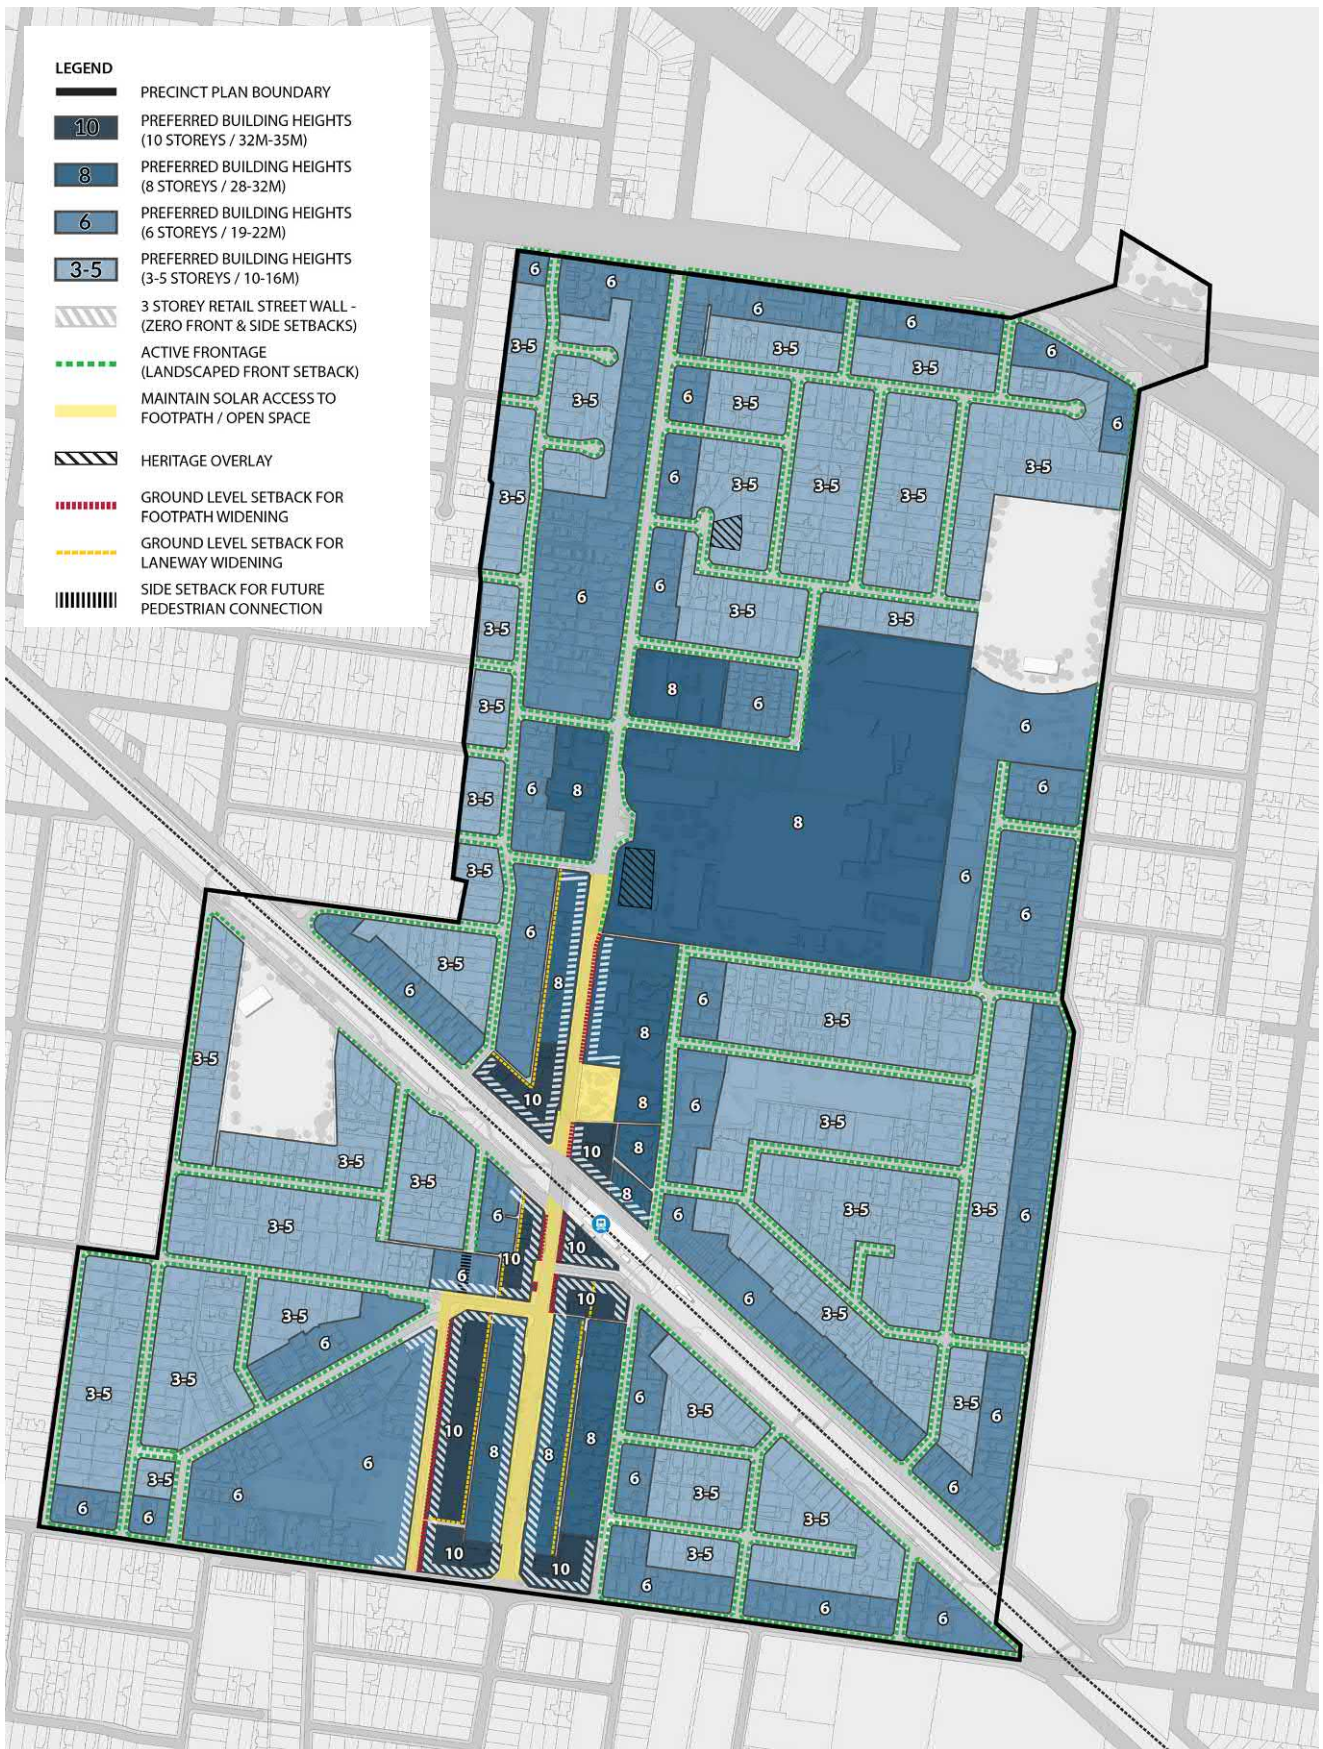 LEGEND
PRECINCT PLAN BOUNDARY
10
PREFERRED BUILDING HEIGHTS
(10 STOREYS / 32M-35M)
8
PREFERRED BUILDING HEIGHTS
(8 STOREYS / 28-32M)
6
PREFERRED BUILDING HEIGHTS
(6 STOREYS / 19-22M)
3-5
PREFERRED BUILDING HEIGHTS
(3-5 STOREYS / 10-16M)
3 STOREY RETAIL STREET WALL -
(ZERO FRONT & SIDE SETBACKS)
ACTIVE FRONTAGE
(LANDSCAPED FRONT SETBACK)
MAINTAIN SOLAR ACCESS TO
FOOTPATH / OPEN SPACE
HERITAGE OVERLAY
GROUND LEVEL SETBACK FOR
FOOTPATH WIDENING
GROUND LEVEL SETBACK FOR
LANEWAY WIDENING
SIDE SETBACK FOR FUTURE
PEDESTRIAN CONNECTION
6 6 6 6
3-5 3-5 6
3-5
3-5 6 3-5 6
3-5 6 3-5 3-5 3-5 3-5
6 6
3-5 3-5 3-5
3-5 8 6
6
3-5 6 8 6
8
3-5 6 6
3-5 6 8
6 8 6 3-5
3-5 10 8 6 3-5
8
3-5 3-5 10 8
3-5 6 10 6 3-5 3-5 6
6 10 6
3-5 6 10 3-5
3-5 3-5 6 3-5 6
10 8 8 8 6 3-5
6 6
3-5 6 3-5 6
6 6 3-5
10 10 3-5
6 6 6